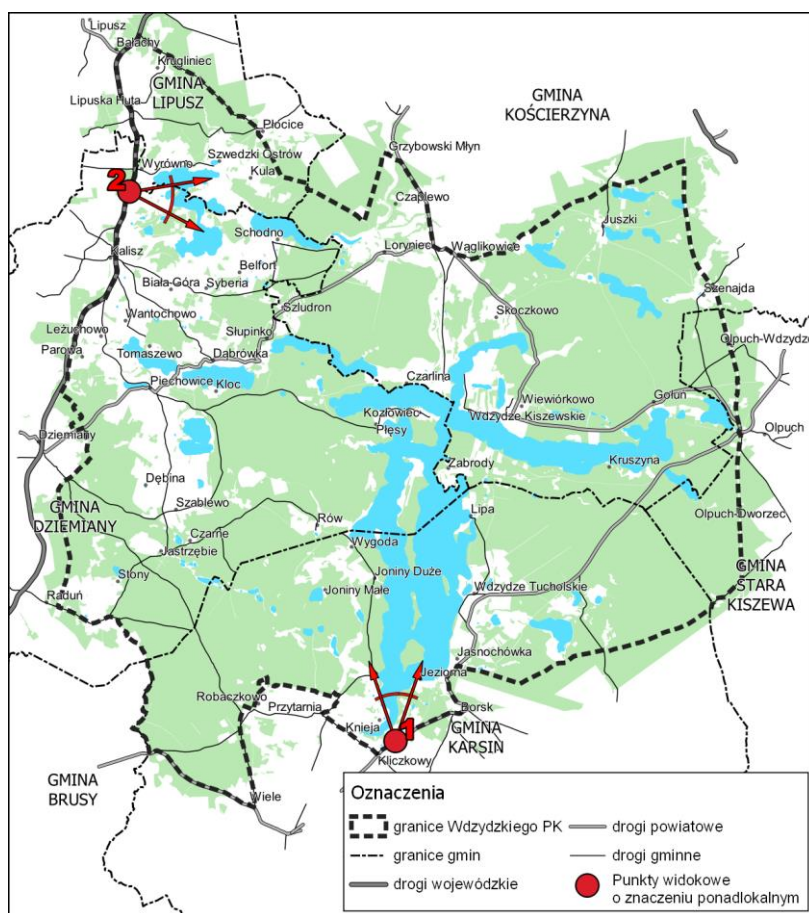 Lipusz
Bałachy
Krugliniec
GMINA
LIPUSZ
Lipuska Huta
Płocice
GMINA
KOŚCIERZYNA
Grzybowski Młyn
Wyrówno
Szwedzki Ostrów
Kula
2
Czaplewo
Juszki
Schodno
Loryniec
Wąglikowice
Kalisz
Belfort
Biała Góra
Syberia
Szenajda
Wantochowo
Szludron
Skoczkowo
Leżuchowo
Słupinko
Olpuch-Wdzydze
Parowa
Tomaszewo
Dąbrówka
Piechowice
Kloc
Czarlina
Wiewiórkowo
Gołuń
Kozłowiec
Wdzydze Kiszewskie
Płęsy
Olpuch
Dziemiany
Zabrody
Kruszyna
Dębina
GMINA
DZIEMIANY
Szablewo
Lipa
Olpuch-Dworzec
Rów
Czarne
Jastrzębie
Wygoda
GMINA
STARA
KISZEWA
Stony
Joniny Duże
Raduń
Joniny Małe
Wdzydze Tucholskie
Jasnochówka
Jeziorna
Robaczkowo
Przytarnia
Knieja
1
Borsk
GMINA
KARSIN
Kliczkowy
GMINA
BRUSY
Wiele
Oznaczenia
granice Wdzydzkiego PK
drogi powiatowe
granice gmin
drogi gminne
drogi wojewódzkie
Punkty widokowe
o znaczeniu ponadlokalnym